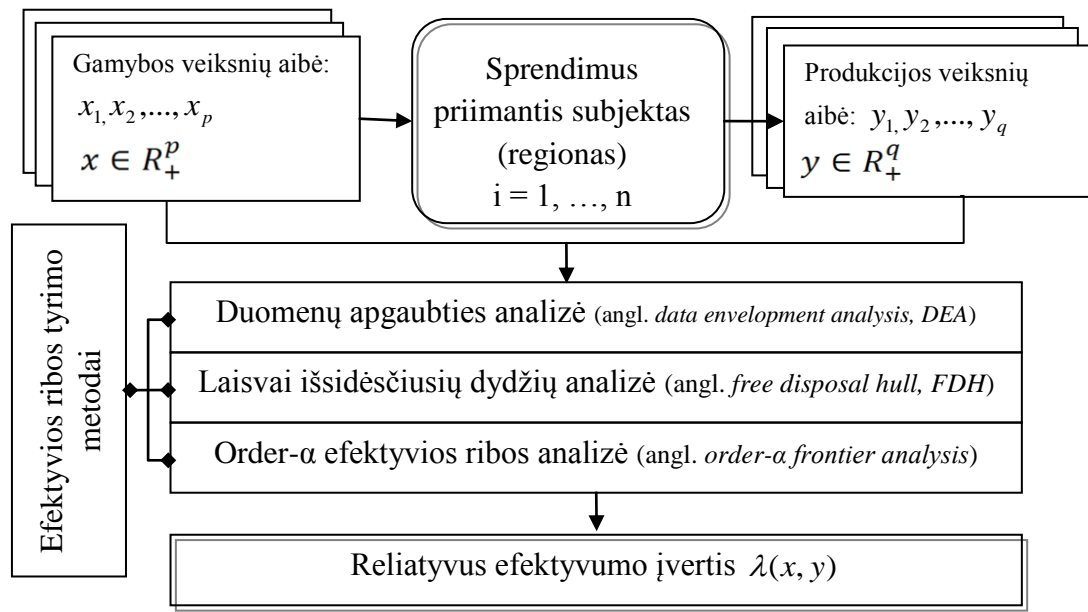 Gamybos veiksnių aibė:
x₁, x₂ ,..., xₚ
x ∈ R₊ᵖ
Sprendimus
priimantis subjektas
(regionas)
i = 1, …, n
Produkcijos veiksnių
aibė: y₁, y₂ ,..., y_q
y ∈ R₊^q
Efektyvios ribos tyrimo
metodai
Duomenų apgaubties analizė (angl. data envelopment analysis, DEA)
Laisvai išsidėsčiusių dydžių analizė (angl. free disposal hull, FDH)
Order-α efektyvios ribos analizė (angl. order-α frontier analysis)
Reliatyvus efektyvumo įvertis λ(x, y)